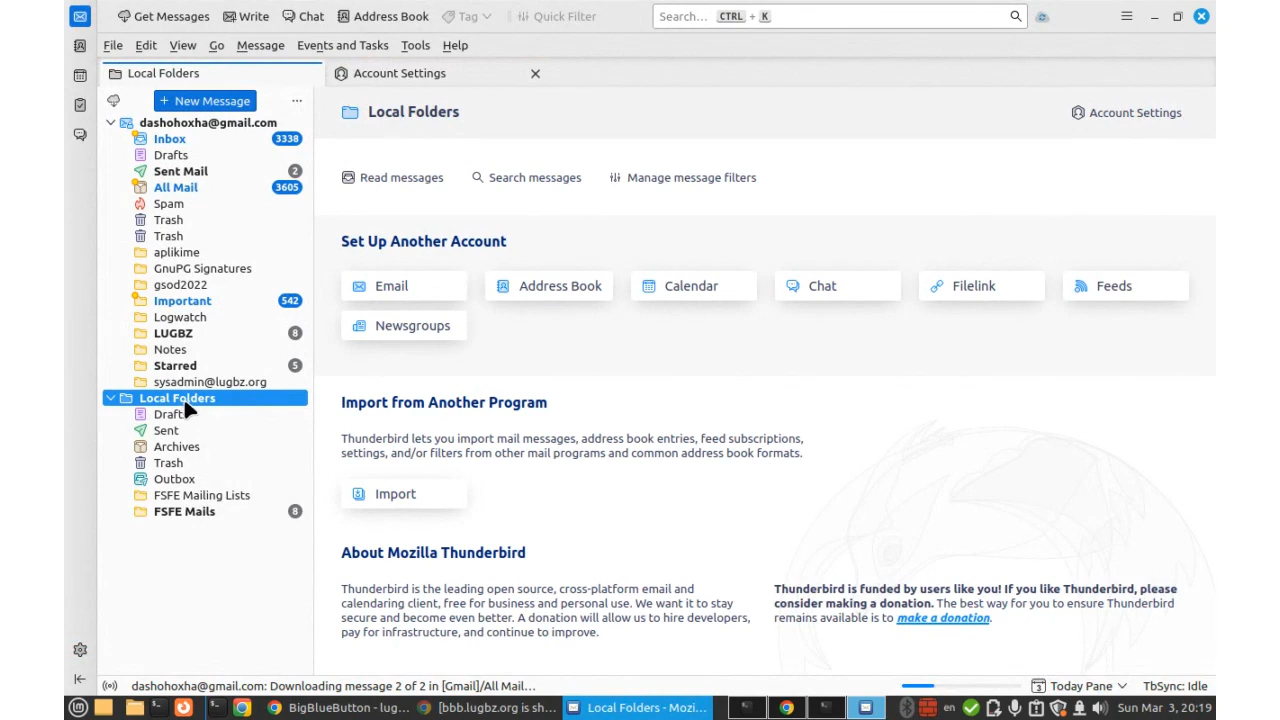 Get Messages Write Chat Address Book Tag Quick Filter Search... CTRL + K
File Edit View Go Message Events and Tasks Tools Help
Local Folders Account Settings
+ New Message
dashohoxha@gmail.com
Inbox 3338
Drafts
Sent Mail 2
All Mail 3605
Spam
Trash
Trash
aplikime
GnuPG Signatures
gsod2022
Important 542
Logwatch
LUGBZ 8
Notes
Starred 5
sysadmin@lugbz.org
Local Folders
Draft
Sent
Archives
Trash
Outbox
FSFE Mailing Lists
FSFE Mails 8
Local Folders Account Settings
Read messages Search messages Manage message filters
Set Up Another Account
Email Address Book Calendar Chat Filelink Feeds
Newsgroups
Import from Another Program
Thunderbird lets you import mail messages, address book entries, feed subscriptions,
settings, and/or filters from other mail programs and common address book formats.
Import
About Mozilla Thunderbird
Thunderbird is the leading open source, cross-platform email and
calendaring client, free for business and personal use. We want it to stay
secure and become even better. A donation will allow us to hire developers,
pay for infrastructure, and continue to improve.
Thunderbird is funded by users like you! If you like Thunderbird, please
consider making a donation. The best way for you to ensure Thunderbird
remains available is to make a donation.
dashohoxha@gmail.com: Downloading message 2 of 2 in [Gmail]/All Mail... 3 Today Pane TbSync: Idle
BigBlueButton - lug... [bbb.lugbz.org is sh... Local Folders - Mozi... en Sun Mar 3, 20:19